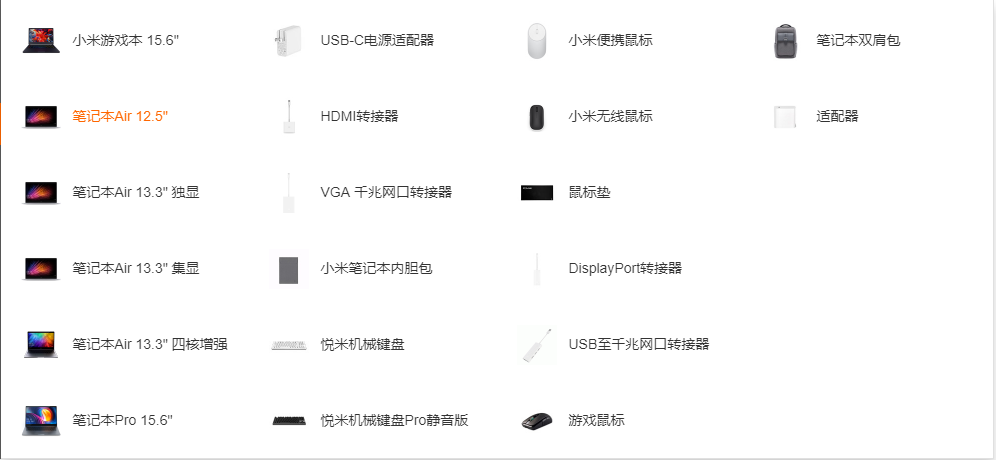 小米游戏本 15.6"
USB-C电源适配器
小米便携鼠标
笔记本双肩包
笔记本Air 12.5"
HDMI转接器
小米无线鼠标
适配器
笔记本Air 13.3" 独显
VGA 千兆网口转接器
鼠标垫
笔记本Air 13.3" 集显
小米笔记本内胆包
DisplayPort转接器
笔记本Air 13.3" 四核增强
悦米机械键盘
USB至千兆网口转接器
笔记本Pro 15.6"
悦米机械键盘Pro静音版
游戏鼠标